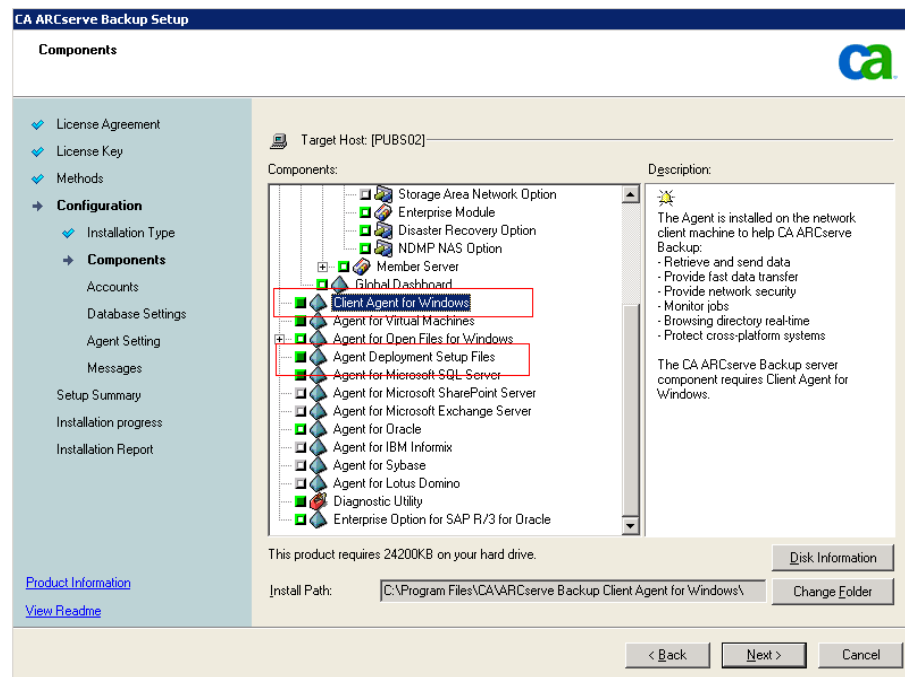 CA ARCserve Backup Setup
Components
ca
License Agreement
License Key
Methods
Configuration
Installation Type
Components
Accounts
Database Settings
Agent Setting
Messages
Setup Summary
Installation progress
Installation Report
Product Information
View Readme
Target Host: [PUBS02]
Components:
Storage Area Network Option
Enterprise Module
Disaster Recovery Option
NDMP NAS Option
Member Server
Global Dashboard
Client Agent for Windows
Agent for Virtual Machines
Agent for Open Files for Windows
Agent Deployment Setup Files
Agent for Microsoft SQL Server
Agent for Microsoft SharePoint Server
Agent for Microsoft Exchange Server
Agent for Oracle
Agent for IBM Informix
Agent for Sybase
Agent for Lotus Domino
Diagnostic Utility
Enterprise Option for SAP R/3 for Oracle
Description:
The Agent is installed on the network
client machine to help CA ARCserve
Backup:
- Retrieve and send data
- Provide fast data transfer
- Provide network security
- Monitor jobs
- Browsing directory real-time
- Protect cross-platform systems
The CA ARCserve Backup server
component requires Client Agent for
Windows.
This product requires 24200KB on your hard drive.
Disk Information
Install Path:
C:\Program Files\CA\ARCserve Backup Client Agent for Windows\
Change Folder
< Back
Next >
Cancel